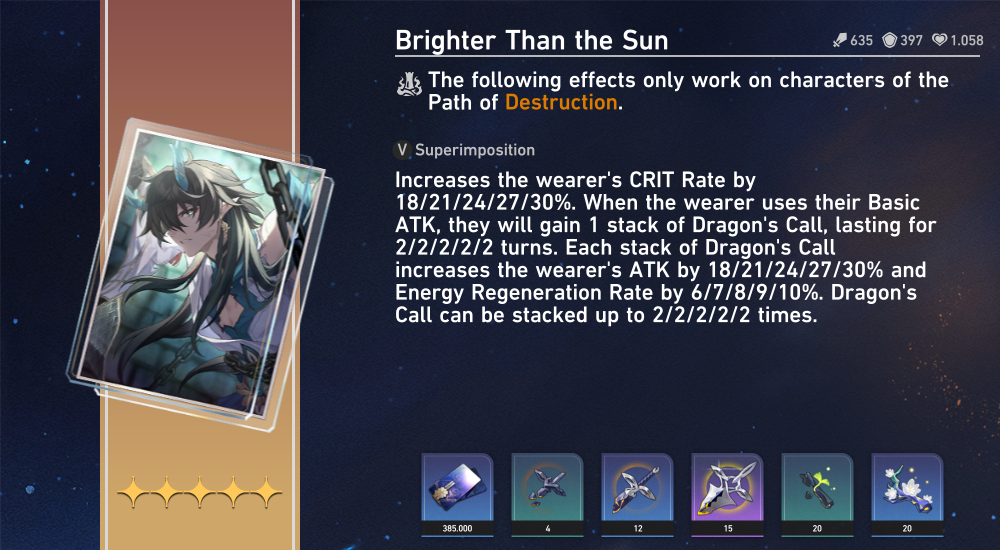 Brighter Than the Sun
635 397 1.058
The following effects only work on characters of the
Path of Destruction.
V Superimposition
Increases the wearer's CRIT Rate by
18/21/24/27/30%. When the wearer uses their Basic
ATK, they will gain 1 stack of Dragon's Call, lasting for
2/2/2/2/2 turns. Each stack of Dragon's Call
increases the wearer's ATK by 18/21/24/27/30% and
Energy Regeneration Rate by 6/7/8/9/10%. Dragon's
Call can be stacked up to 2/2/2/2/2 times.
385.000 4 12 15 20 20